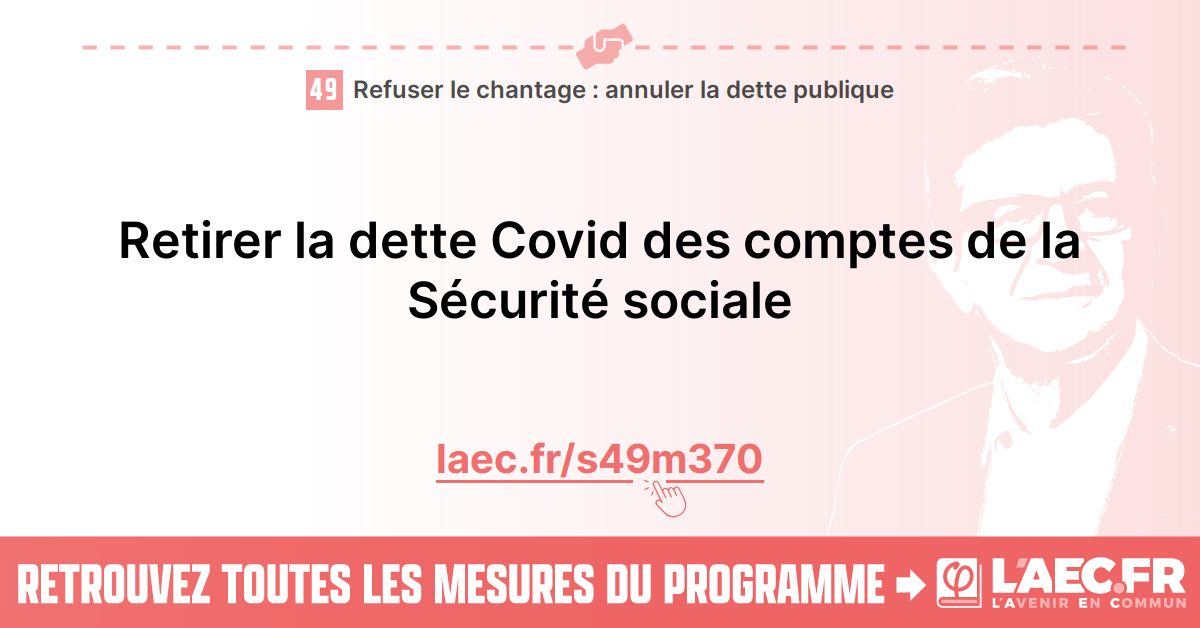 49 Refuser le chantage : annuler la dette publique
Retirer la dette Covid des comptes de la
Sécurité sociale
laec.fr/s49m370
RETROUVEZ TOUTES LES MESURES DU PROGRAMME
φ L'AEC.FR
L'AVENIR EN COMMUN